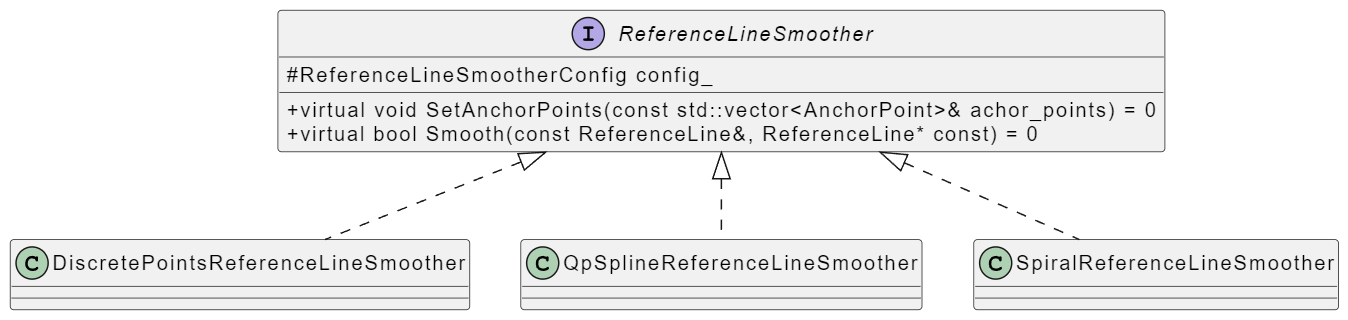 I ReferenceLineSmoother
#ReferenceLineSmootherConfig config_
+virtual void SetAnchorPoints(const std::vector<AnchorPoint>& achor_points) = 0
+virtual bool Smooth(const ReferenceLine&, ReferenceLine* const) = 0
C DiscretePointsReferenceLineSmoother
C QpSplineReferenceLineSmoother
C SpiralReferenceLineSmoother